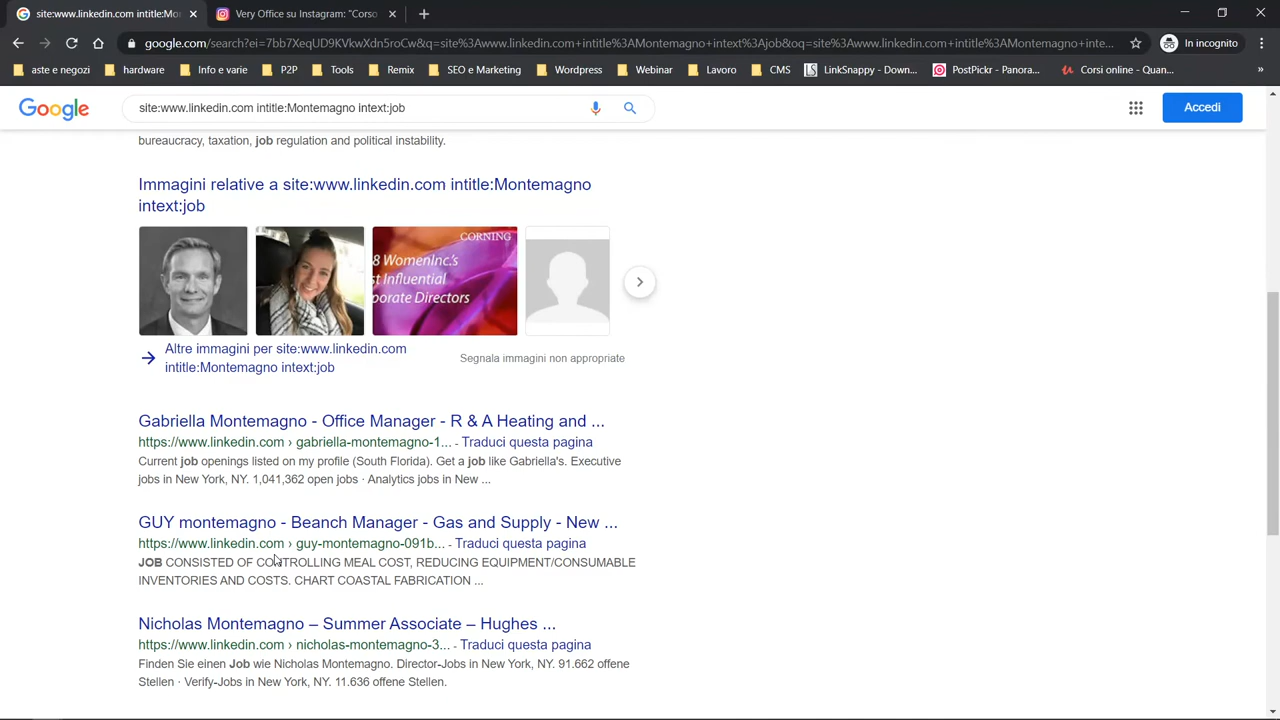 site:www.linkedin.com intitle:Mo
Very Office su Instagram: "Corso
google.com/search?ei=7bb7XeqUD9KVkwXdn5roCw&q=site%3Awww.linkedin.com+intitle%3AMontemagno+intext%3Ajob&oq=site%3Awww.linkedin.com+intitle%3AMontemagno+inte...
In incognito
aste e negozi
hardware
Info e varie
P2P
Tools
Remix
SEO e Marketing
Wordpress
Webinar
Lavoro
CMS
LinkSnappy - Down...
PostPickr - Panora...
Corsi online - Quan...
»
Google
site:www.linkedin.com intitle:Montemagno intext:job
Accedi
bureaucracy, taxation, job regulation and political instability.
Immagini relative a site:www.linkedin.com intitle:Montemagno
intext:job
CORNING
8 WomenInc.'s
st Influential
porate Directors
Altre immagini per site:www.linkedin.com
intitle:Montemagno intext:job
Segnala immagini non appropriate
Gabriella Montemagno - Office Manager - R & A Heating and ...
https://www.linkedin.com › gabriella-montemagno-1... - Traduci questa pagina
Current job openings listed on my profile (South Florida). Get a job like Gabriella's. Executive
jobs in New York, NY. 1,041,362 open jobs · Analytics jobs in New ...
GUY montemagno - Beanch Manager - Gas and Supply - New ...
https://www.linkedin.com › guy-montemagno-091b... - Traduci questa pagina
JOB CONSISTED OF CONTROLLING MEAL COST, REDUCING EQUIPMENT/CONSUMABLE
INVENTORIES AND COSTS. CHART COASTAL FABRICATION ...
Nicholas Montemagno – Summer Associate – Hughes ...
https://www.linkedin.com › nicholas-montemagno-3... - Traduci questa pagina
Finden Sie einen Job wie Nicholas Montemagno. Director-Jobs in New York, NY. 91.662 offene
Stellen · Verify-Jobs in New York, NY. 11.636 offene Stellen.